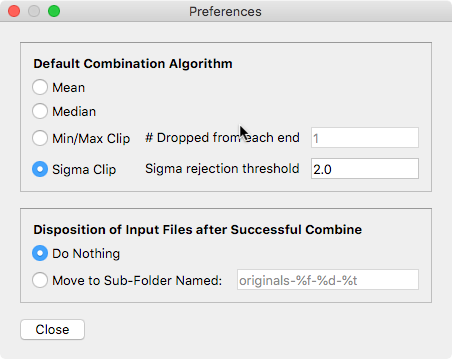 Preferences
Default Combination Algorithm
Mean
Median
Min/Max Clip # Dropped from each end 1
Sigma Clip Sigma rejection threshold 2.0
Disposition of Input Files after Successful Combine
Do Nothing
Move to Sub-Folder Named: originals-%f-%d-%t
Close